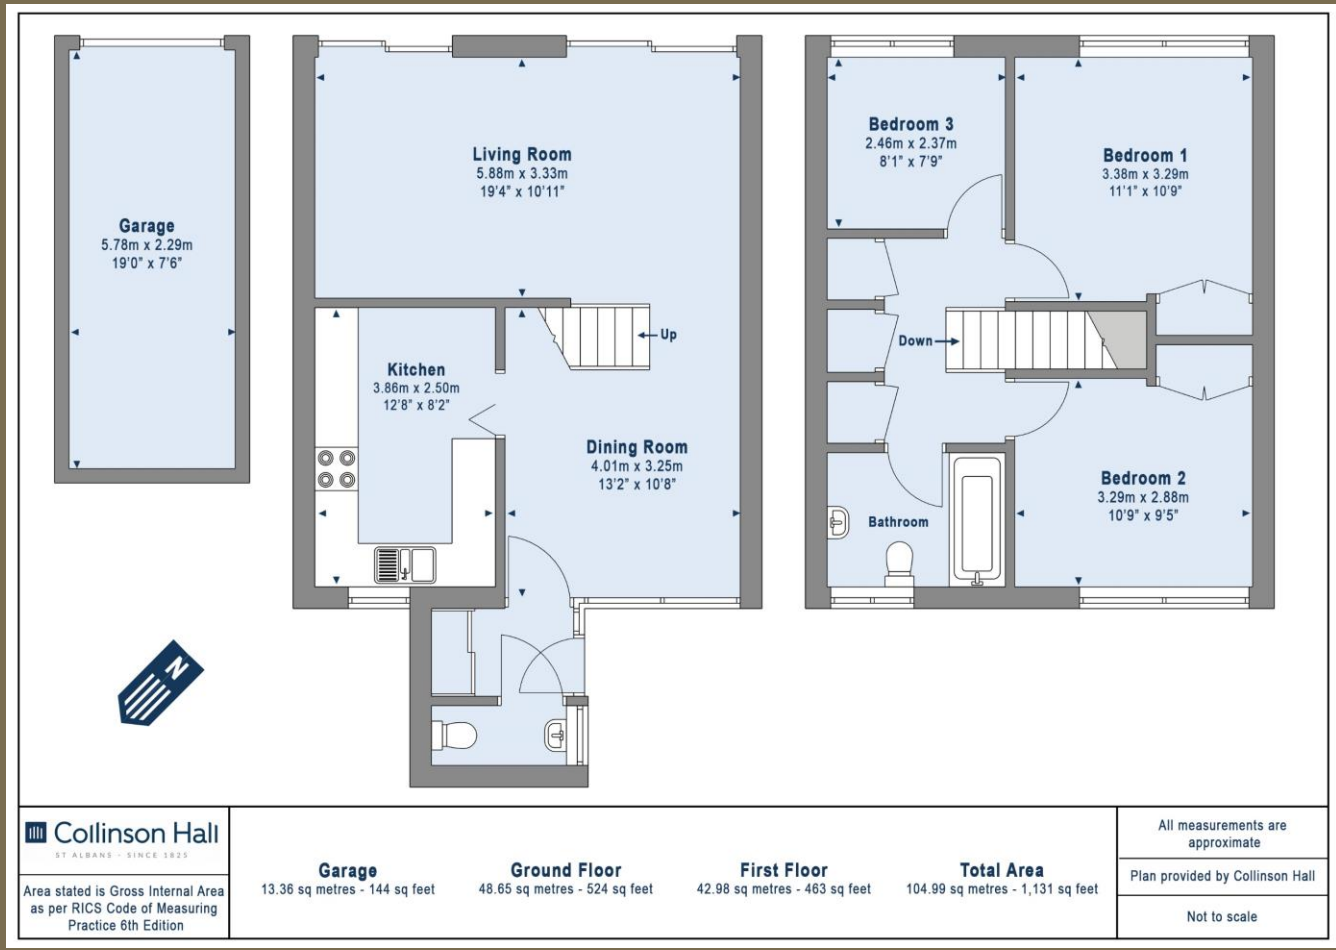 Garage
5.78m x 2.29m
19'0" x 7'6"
Living Room
5.88m x 3.33m
19'4" x 10'11"
Up
Kitchen
3.86m x 2.50m
12'8" x 8'2"
Dining Room
4.01m x 3.25m
13'2" x 10'8"
Bedroom 3
2.46m x 2.37m
8'1" x 7'9"
Bedroom 1
3.38m x 3.29m
11'1" x 10'9"
Down
Bedroom 2
3.29m x 2.88m
10'9" x 9'5"
Bathroom
N
Collinson Hall
ST ALBANS - SINCE 1825
Area stated is Gross Internal Area
as per RICS Code of Measuring
Practice 6th Edition
Garage
13.36 sq metres - 144 sq feet
Ground Floor
48.65 sq metres - 524 sq feet
First Floor
42.98 sq metres - 463 sq feet
Total Area
104.99 sq metres - 1,131 sq feet
All measurements are
approximate
Plan provided by Collinson Hall
Not to scale